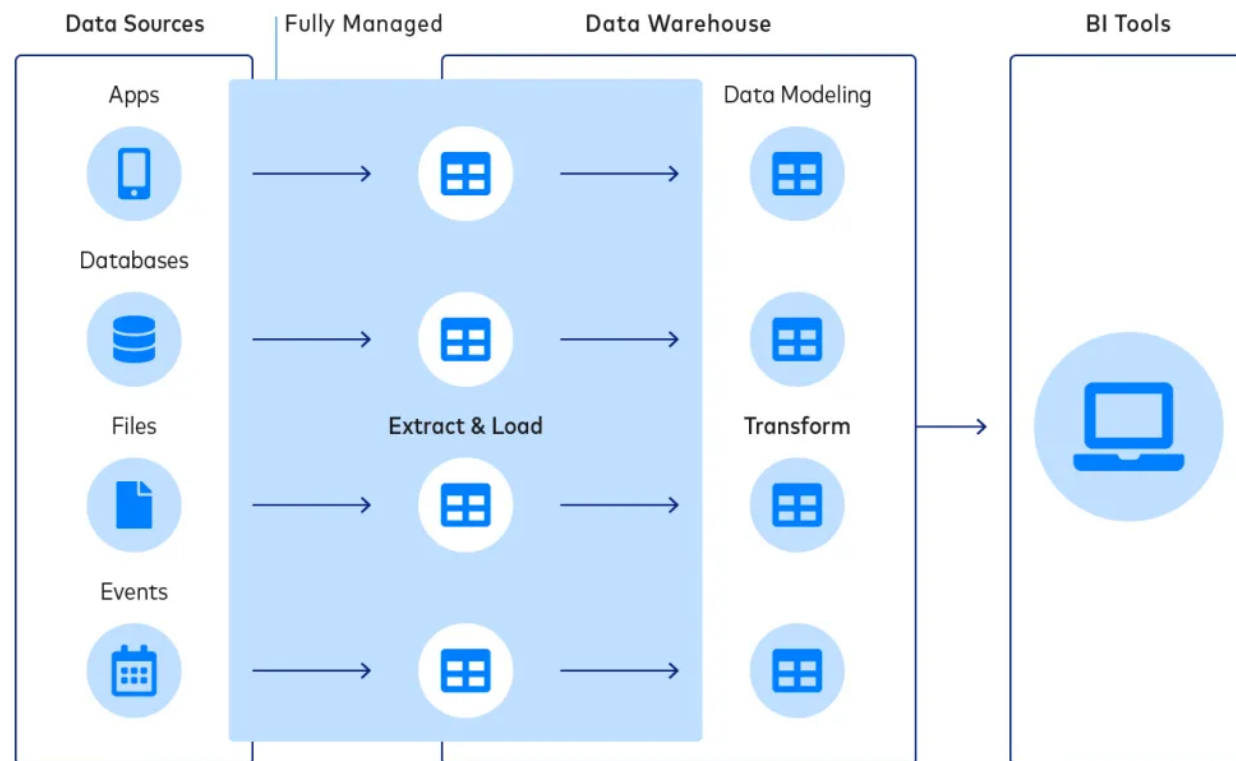 Data Sources
Fully Managed
Data Warehouse
BI Tools
Apps
Data Modeling
Databases
Files
Extract & Load
Transform
Events